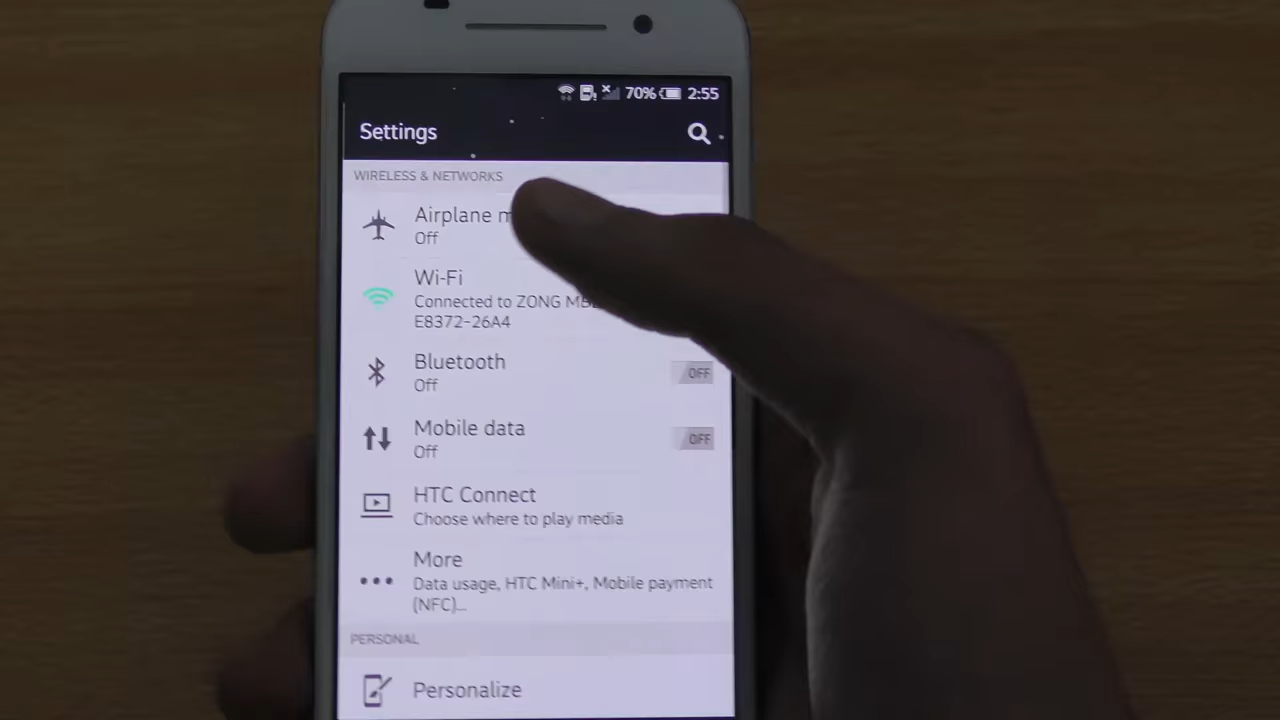 70% 2:55
Settings
WIRELESS & NETWORKS
Airplane
Off
Wi-Fi
Connected to ZONG
E8372-26A4
Bluetooth
Off
OFF
Mobile data
Off
OFF
HTC Connect
Choose where to play media
More
Data usage, HTC Mini+, Mobile payment
(NFC)...
PERSONAL
Personalize